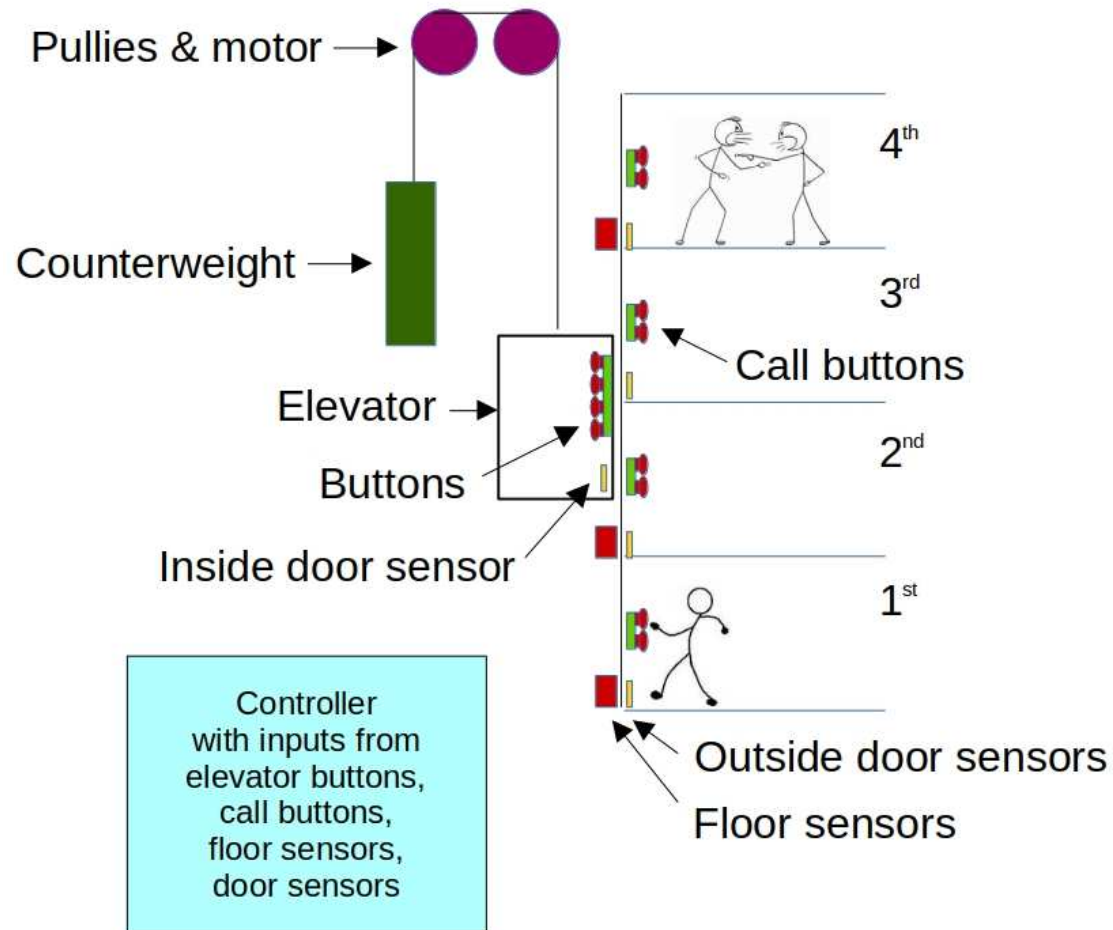 Pullies & motor
4th
Counterweight
3rd
Call buttons
Elevator
2nd
Buttons
Inside door sensor
1st
Controller
with inputs from
elevator buttons,
call buttons,
floor sensors,
door sensors
Outside door sensors
Floor sensors